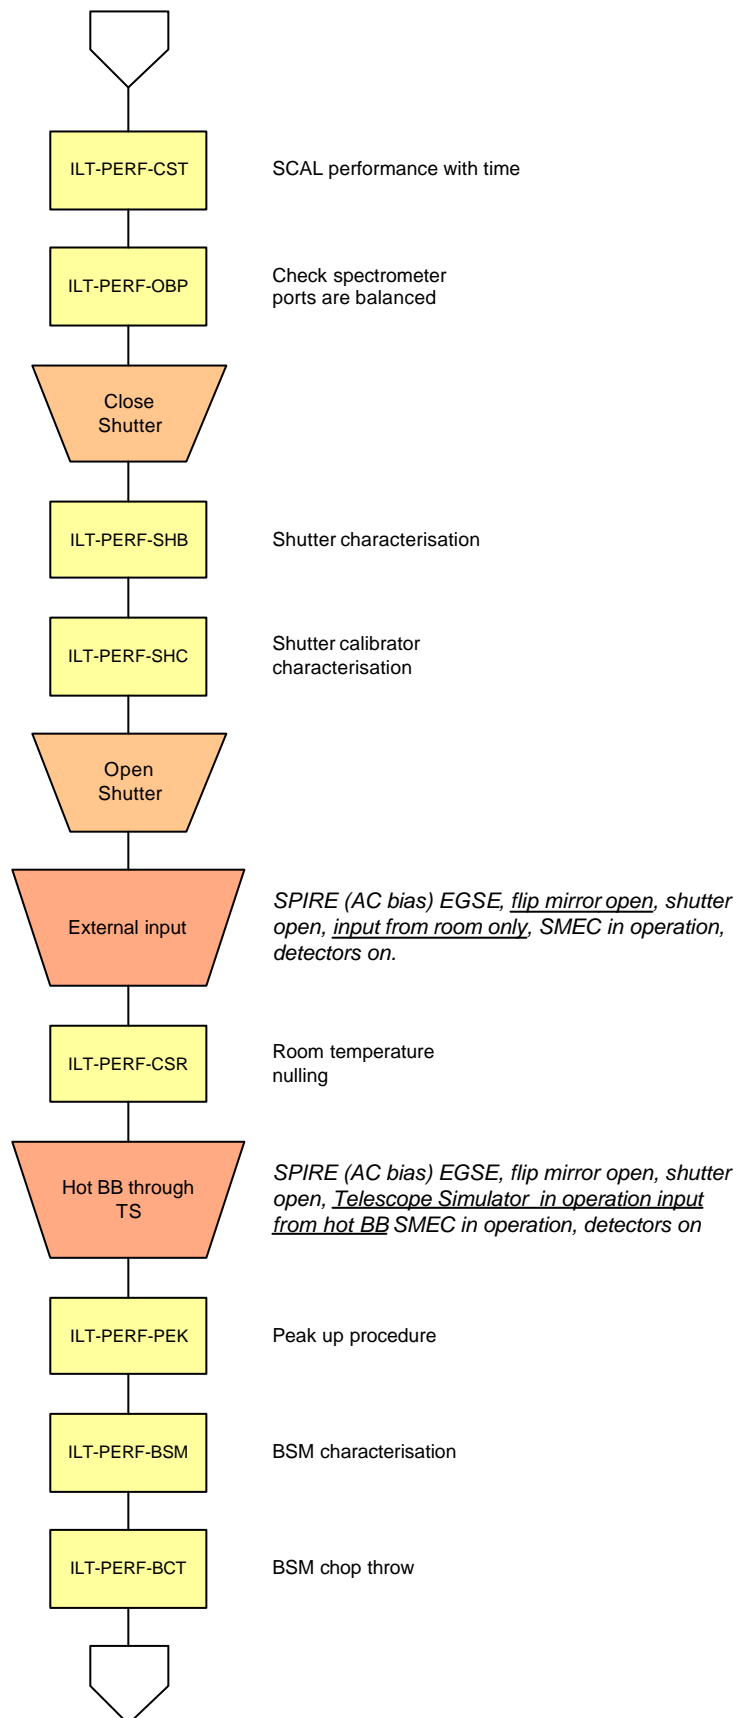 ILT-PERF-CST
SCAL performance with time
ILT-PERF-OBP
Check spectrometer
ports are balanced
Close
Shutter
ILT-PERF-SHB
Shutter characterisation
ILT-PERF-SHC
Shutter calibrator
characterisation
Open
Shutter
External input
SPIRE (AC bias) EGSE, flip mirror open, shutter
open, input from room only, SMEC in operation,
detectors on.
ILT-PERF-CSR
Room temperature
nulling
Hot BB through
TS
SPIRE (AC bias) EGSE, flip mirror open, shutter
open, Telescope Simulator in operation input
from hot BB SMEC in operation, detectors on
ILT-PERF-PEK
Peak up procedure
ILT-PERF-BSM
BSM characterisation
ILT-PERF-BCT
BSM chop throw